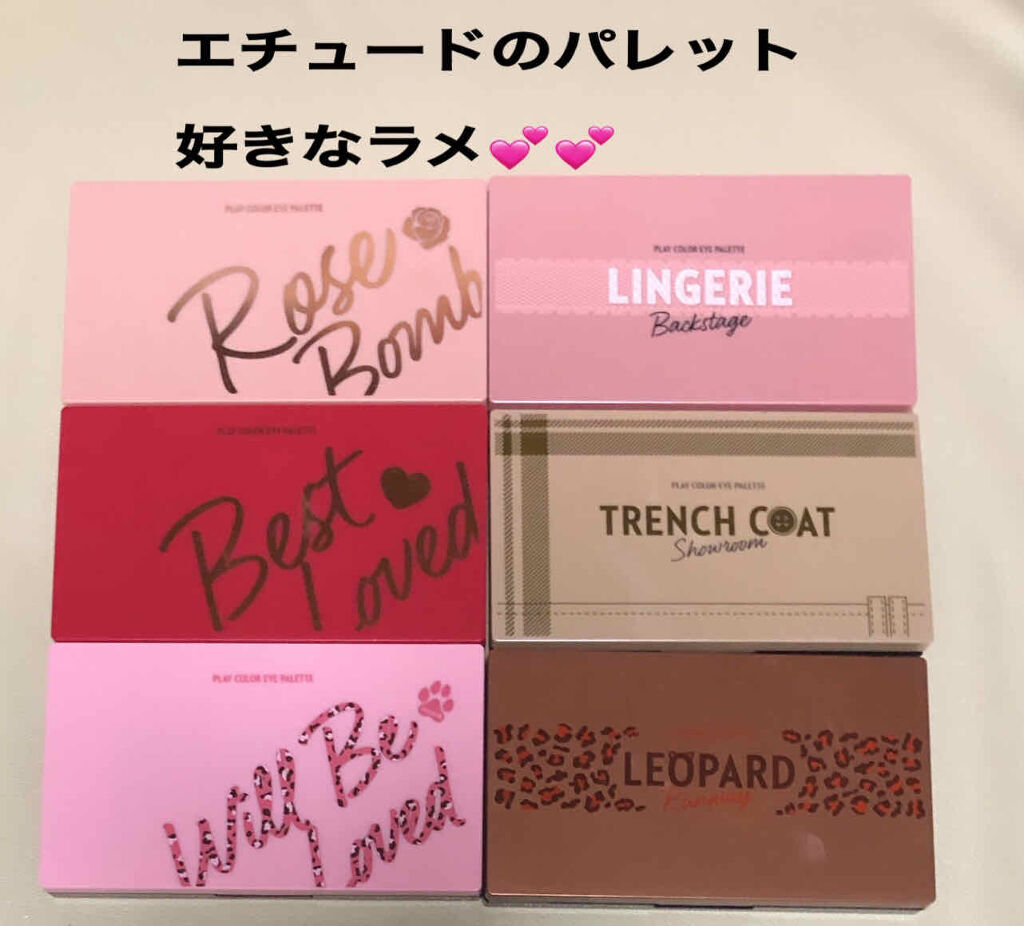 エチュードのパレット
好きなラメ💕💕
PLAY COLOR EYE PALETTE
Rose
Bomb
PLAY COLOR EYE PALETTE
LINGERIE
Backstage
PLAY COLOR EYE PALETTE
Best
Loved
PLAY COLOR EYE PALETTE
TRENCH COAT
Showroom
PLAY COLOR EYE PALETTE
Will Be
Loved
LEOPARD
Runway